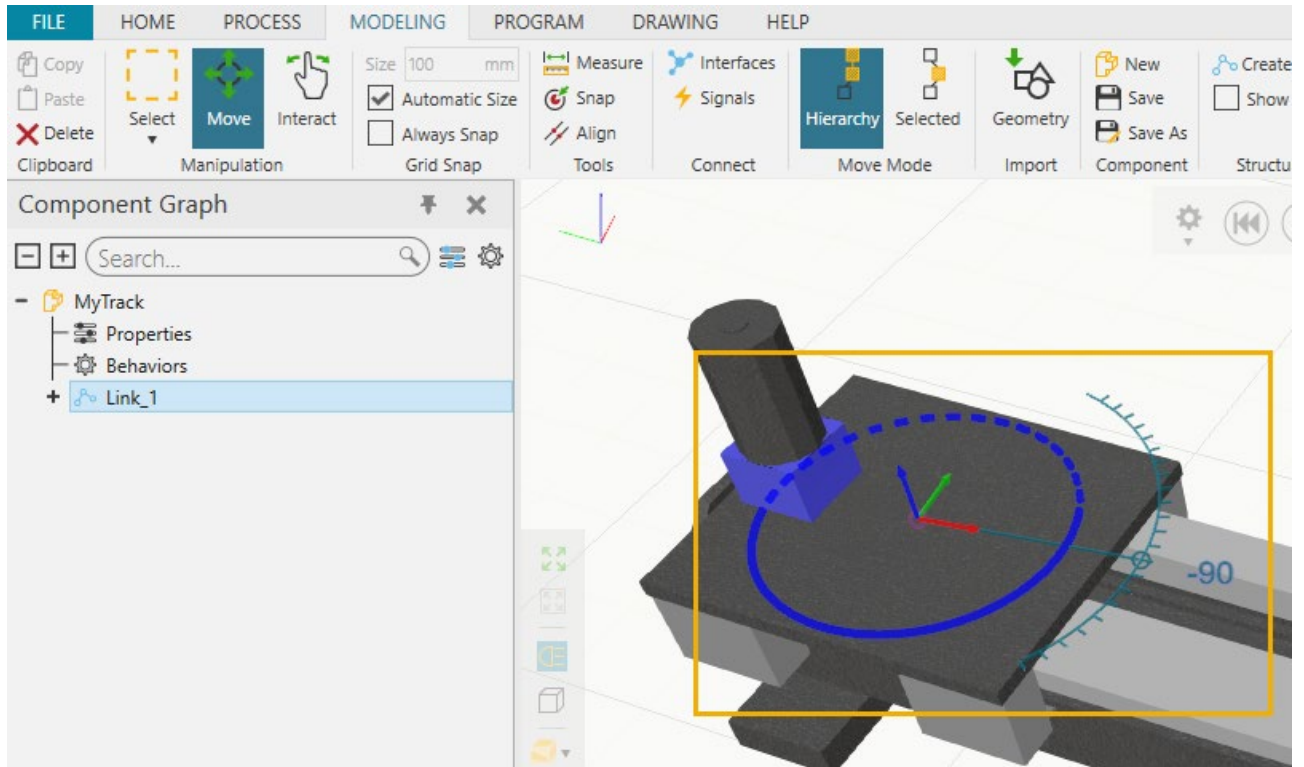 FILE HOME PROCESS MODELING PROGRAM DRAWING HELP
Copy
Paste
Delete
Clipboard
Select Move Interact
Manipulation
Size 100 mm
Automatic Size
Always Snap
Grid Snap
Measure
Snap
Align
Tools
Interfaces
Signals
Connect
Hierarchy Selected
Move Mode
Geometry
Import
New
Save
Save As
Component
Create
Show
Structu
Component Graph
Search...
MyTrack
Properties
Behaviors
Link_1
-90